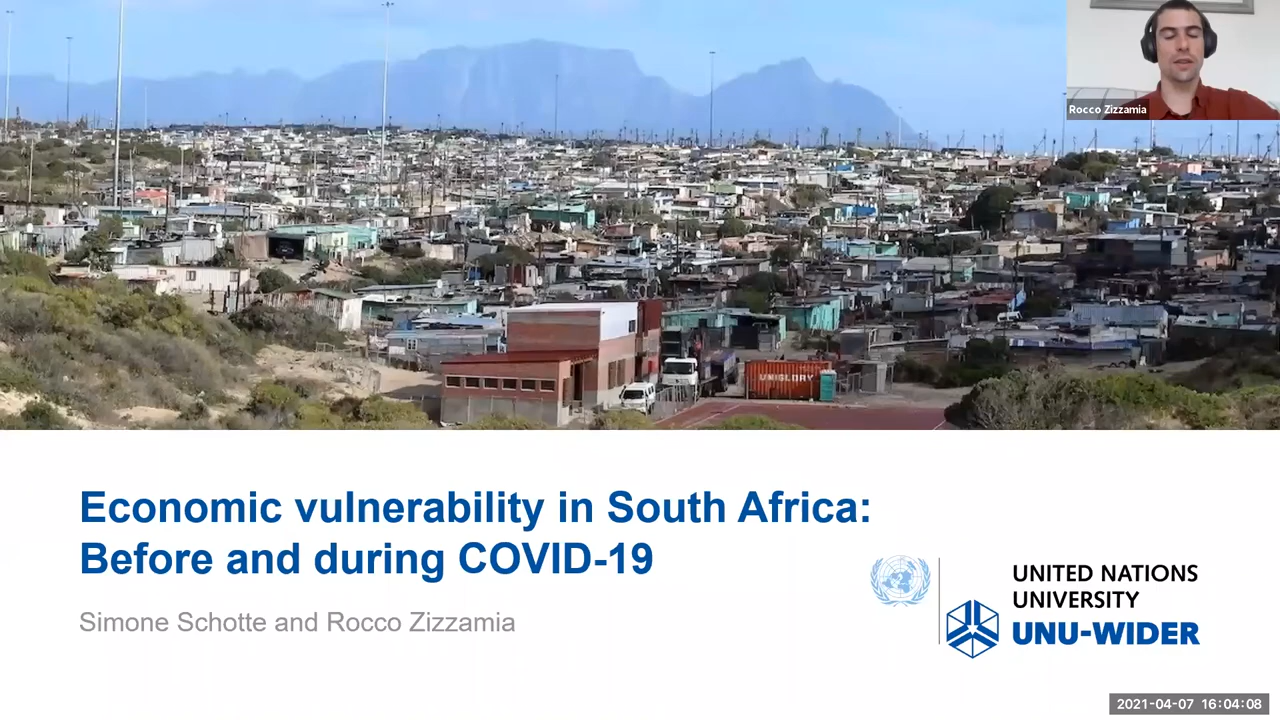 Rocco Zizzamia
UNIGLORY
Economic vulnerability in South Africa:
Before and during COVID-19
Simone Schotte and Rocco Zizzamia
UNITED NATIONS
UNIVERSITY
UNU-WIDER
2021-04-07 16:04:08